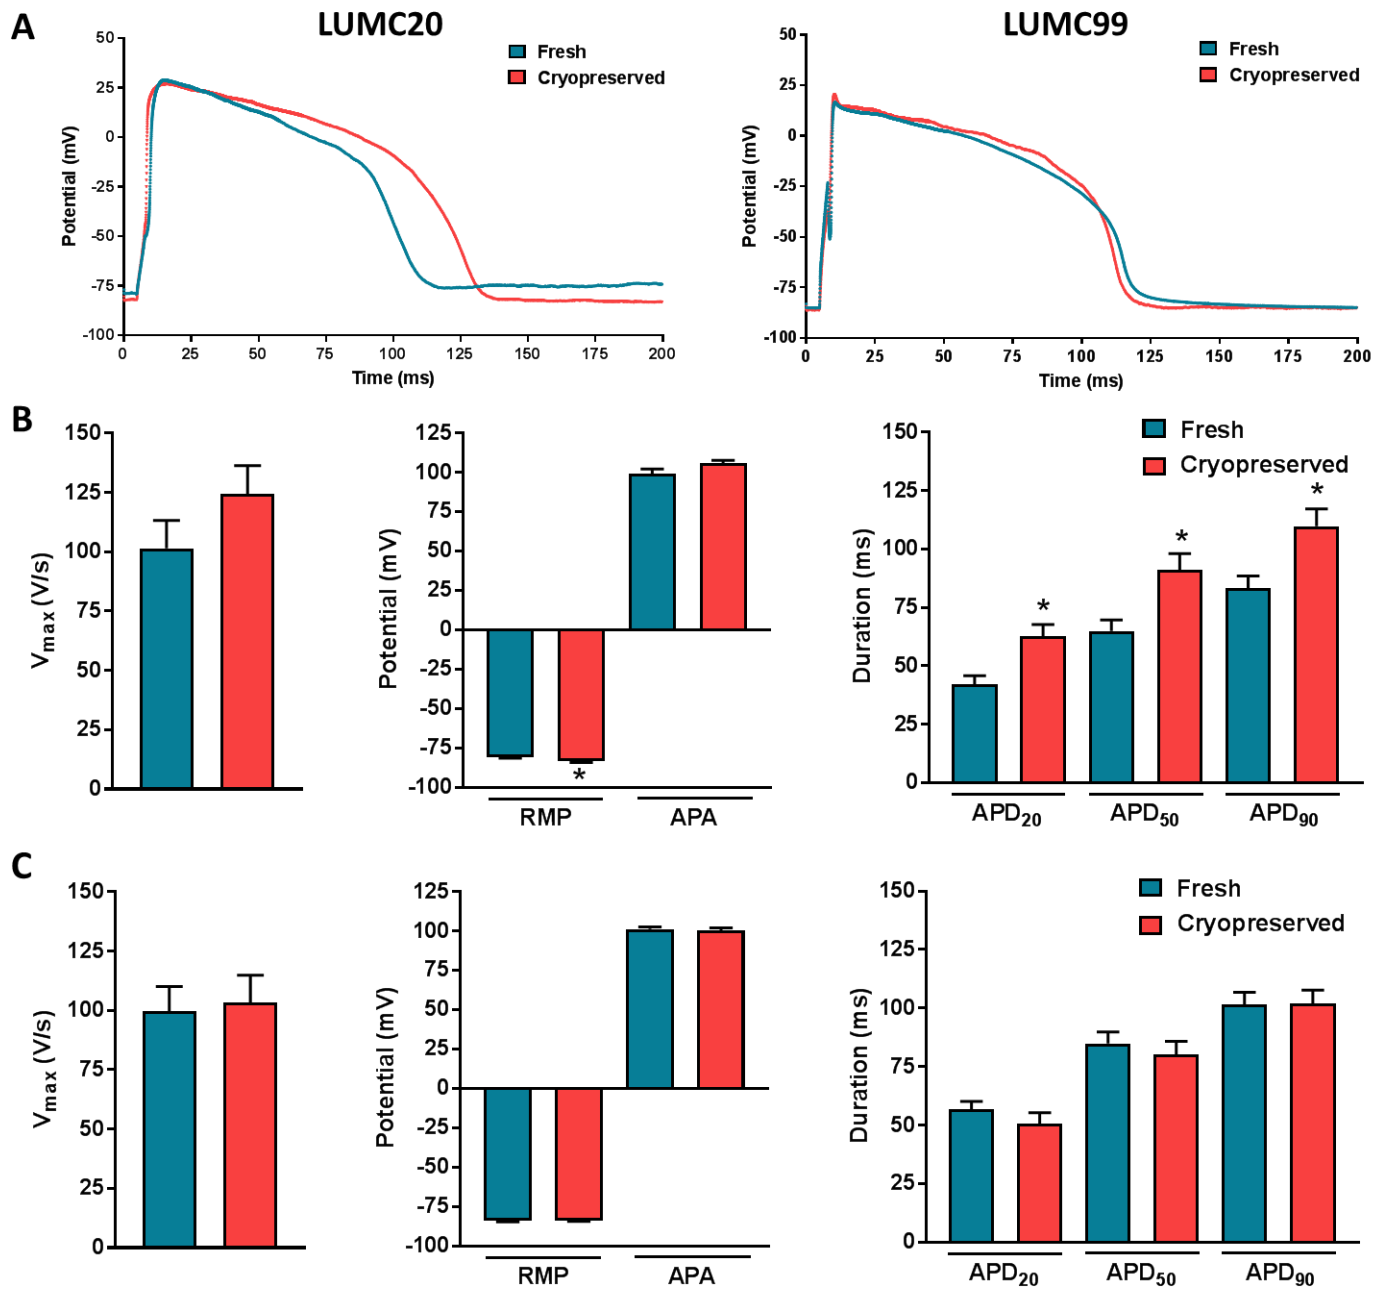 A
LUMC20
LUMC99
Fresh
Cryopreserved
50
25
0
-25
-50
-75
-100
Potential (mV)
0 25 50 75 100 125 150 175 200
Time (ms)
Fresh
Cryopreserved
50
25
0
-25
-50
-75
-100
Potential (mV)
0 25 50 75 100 125 150 175 200
Time (ms)
B
150
125
100
75
50
25
0
Vmax (V/s)
125
100
75
50
25
0
-25
-50
-75
-100
Potential (mV)
*
RMP APA
Fresh
Cryopreserved
150
125
100
75
50
25
0
Duration (ms)
* * *
APD20 APD50 APD90
C
150
125
100
75
50
25
0
Vmax (V/s)
125
100
75
50
25
0
-25
-50
-75
-100
Potential (mV)
RMP APA
Fresh
Cryopreserved
150
125
100
75
50
25
0
Duration (ms)
APD20 APD50 APD90